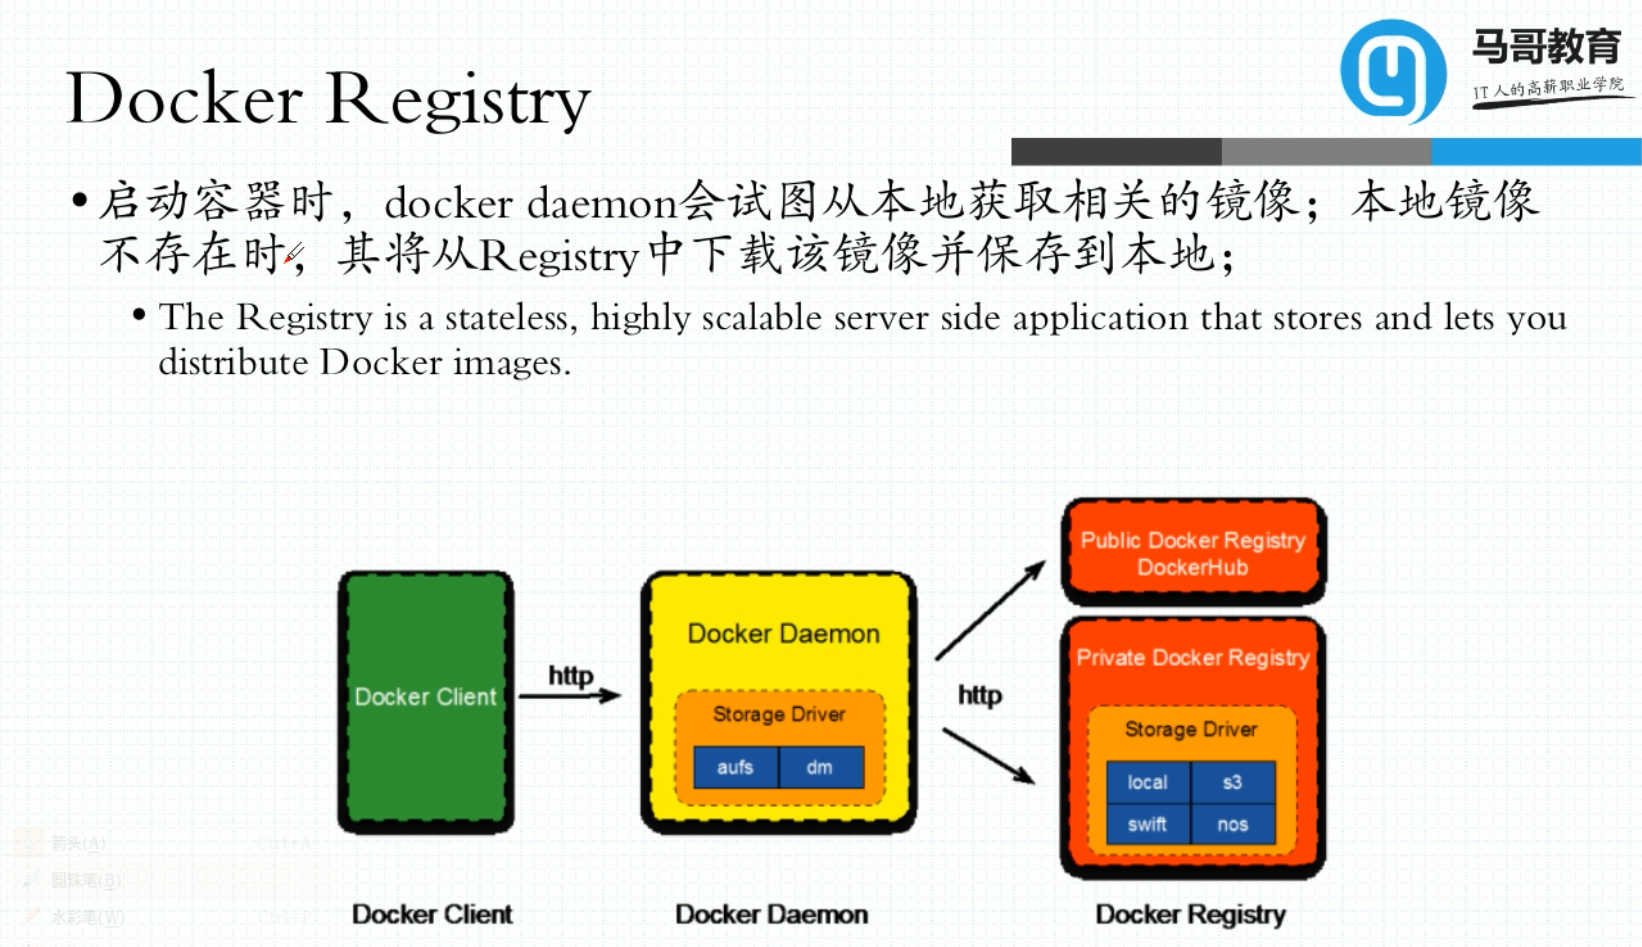 马哥教育
IT人的高薪职业学院
Docker Registry
•启动容器时，docker daemon会试图从本地获取相关的镜像；本地镜像
不存在时，其将从Registry中下载该镜像并保存到本地；
•The Registry is a stateless, highly scalable server side application that stores and lets you
distribute Docker images.
Docker Client
http
Docker Daemon
Storage Driver
aufs dm
http
Public Docker Registry
DockerHub
Private Docker Registry
Storage Driver
local s3
swift nos
箭头(A) Ctrl+A
圆珠笔(B)
水彩笔(W) Ctrl+P
Docker Client Docker Daemon Docker Registry